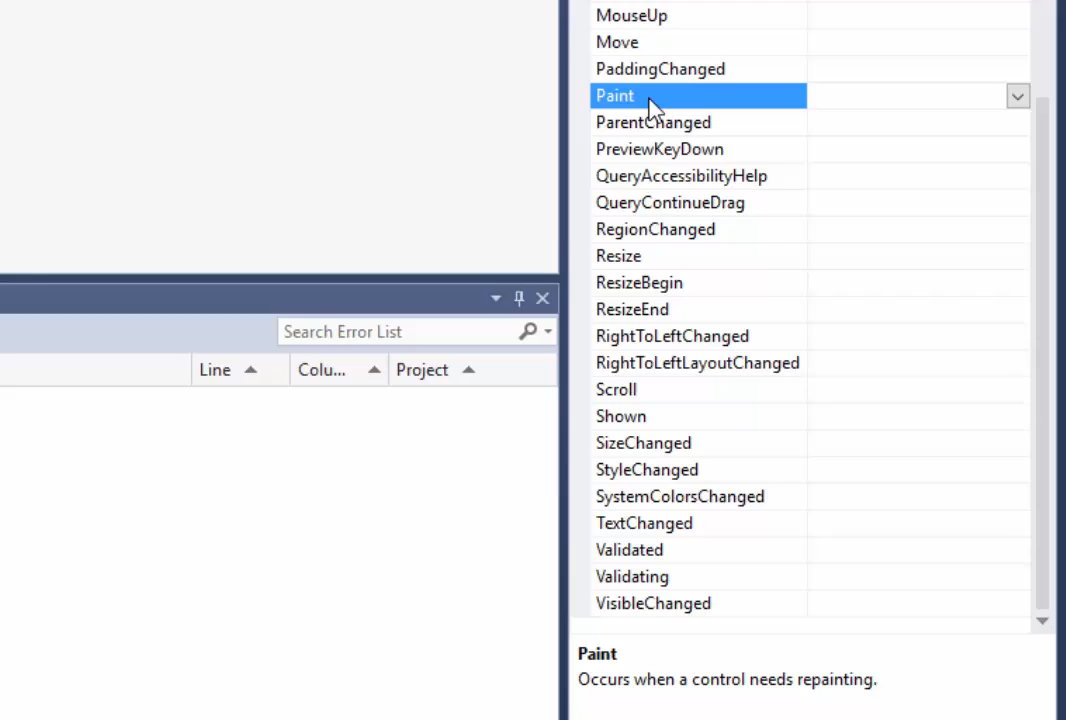 MouseUp
Move
PaddingChanged
Paint
ParentChanged
PreviewKeyDown
QueryAccessibilityHelp
QueryContinueDrag
RegionChanged
Resize
ResizeBegin
ResizeEnd
RightToLeftChanged
RightToLeftLayoutChanged
Scroll
Shown
SizeChanged
StyleChanged
SystemColorsChanged
TextChanged
Validated
Validating
VisibleChanged
Paint
Occurs when a control needs repainting.
Search Error List
Line Colu... Project